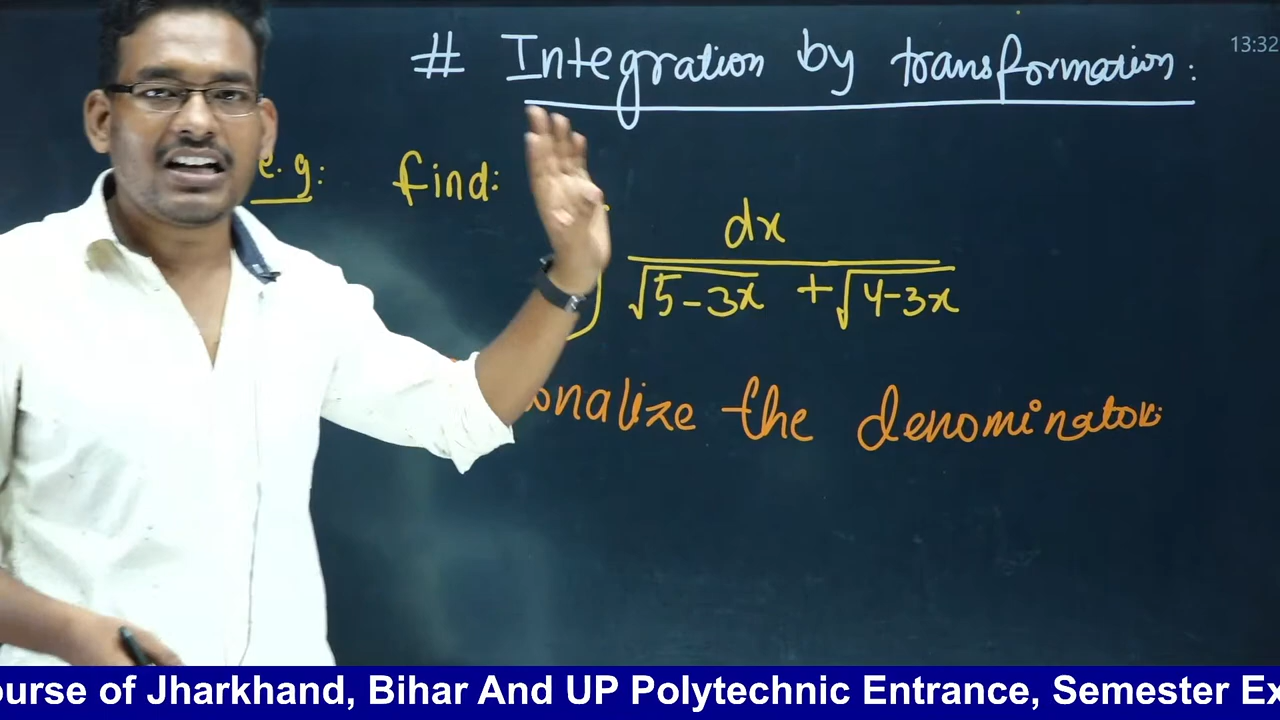 # Integration by transformation:
13:32
e.g: find: ∫ dx
√5-3x + √4-3x
onalize the denominator:
ourse of Jharkhand, Bihar And UP Polytechnic Entrance, Semester Ex